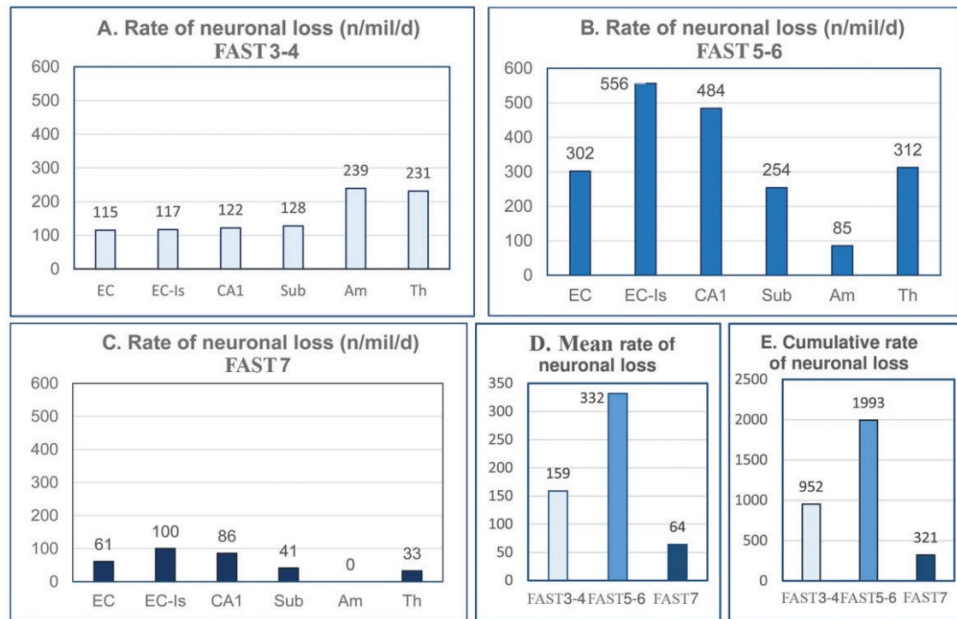 A. Rate of neuronal loss (n/mil/d)
FAST 3-4
600
500
400
300
200
100
0
115
117
122
128
239
231
EC
EC-Is
CA1
Sub
Am
Th
B. Rate of neuronal loss (n/mil/d)
FAST 5-6
600
500
400
300
200
100
0
302
556
484
254
85
312
EC
EC-Is
CA1
Sub
Am
Th
C. Rate of neuronal loss (n/mil/d)
FAST 7
600
500
400
300
200
100
0
61
100
86
41
0
33
EC
EC-Is
CA1
Sub
Am
Th
D. Mean rate of
neuronal loss
350
300
250
200
150
100
50
0
159
332
64
FAST3-4
FAST5-6
FAST7
E. Cumulative rate
of neuronal loss
2500
2000
1500
1000
500
0
952
1993
321
FAST3-4
FAST5-6
FAST7